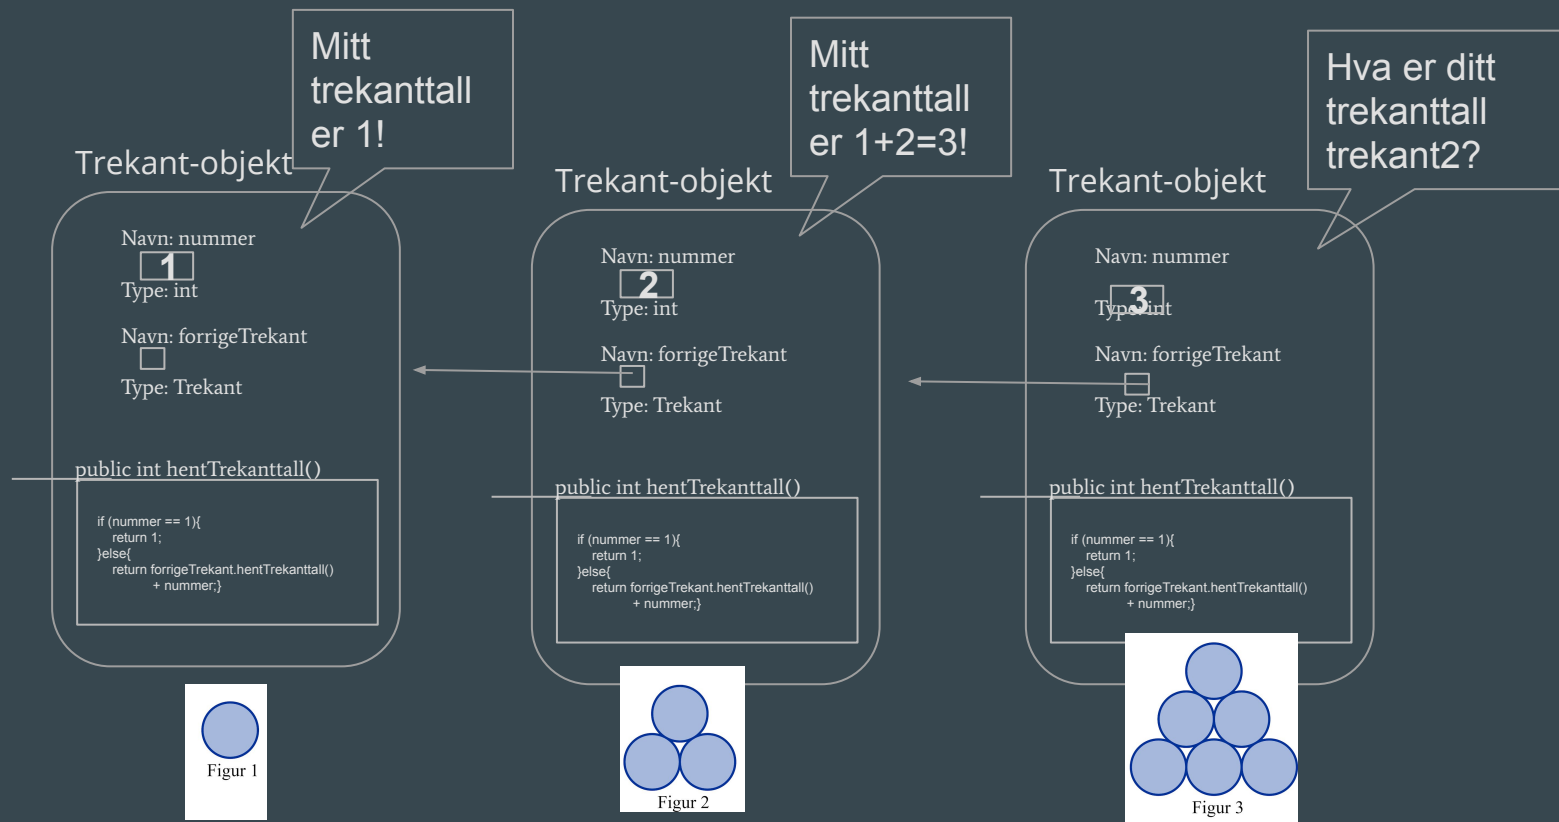 Mitt
trekanttall
er 1!
Trekant-objekt
Navn: nummer
1
Type: int
Navn: forrigeTrekant
Type: Trekant
public int hentTrekanttall()
if (nummer == 1){
return 1;
}else{
return forrigeTrekant.hentTrekanttall()
+ nummer;}
Figur 1
Mitt
trekanttall
er 1+2=3!
Trekant-objekt
Navn: nummer
2
Type: int
Navn: forrigeTrekant
Type: Trekant
public int hentTrekanttall()
if (nummer == 1){
return 1;
}else{
return forrigeTrekant.hentTrekanttall()
+ nummer;}
Figur 2
Hva er ditt
trekanttall
trekant2?
Trekant-objekt
Navn: nummer
3
Type: int
Navn: forrigeTrekant
Type: Trekant
public int hentTrekanttall()
if (nummer == 1){
return 1;
}else{
return forrigeTrekant.hentTrekanttall()
+ nummer;}
Figur 3